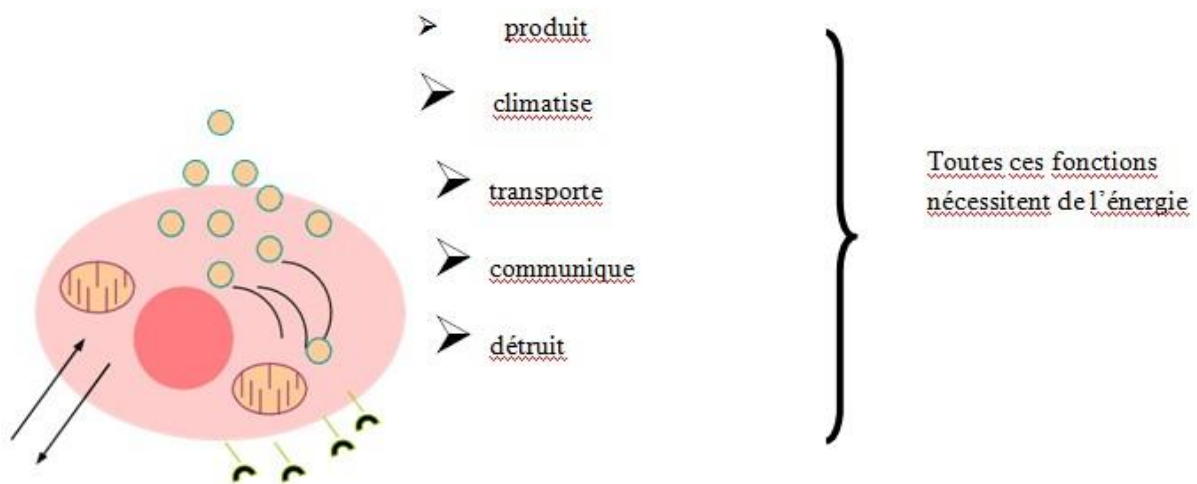 produit
climatise
transporte
communique
détruit
Toutes ces fonctions
nécessitent de l'énergie